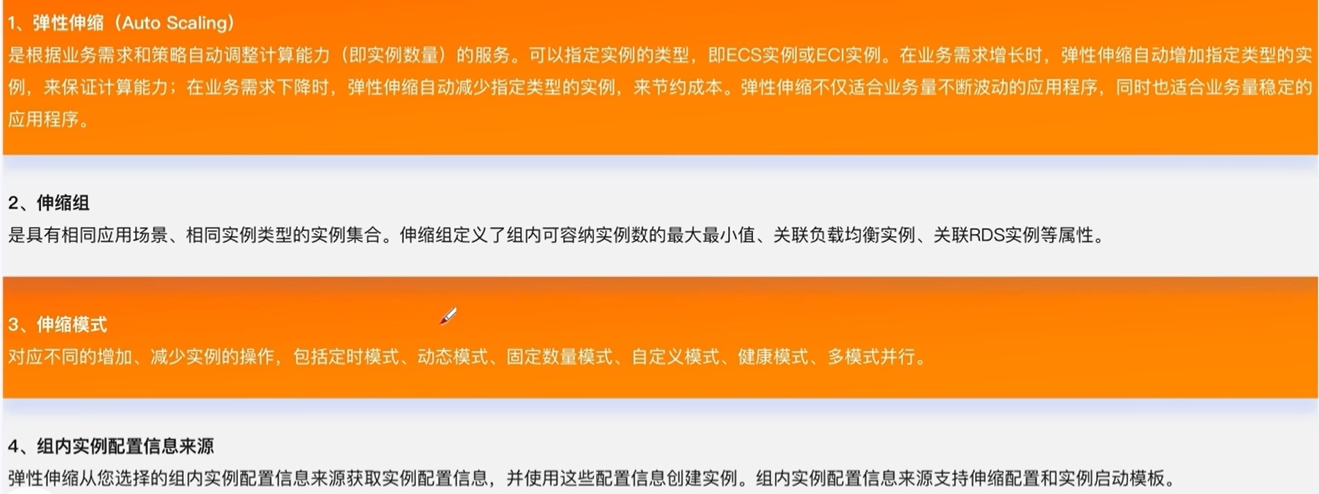 1、弹性伸缩（Auto Scaling）
是根据业务需求和策略自动调整计算能力（即实例数量）的服务。可以指定实例的类型，即ECS实例或ECI实例。在业务需求增长时，弹性伸缩自动增加指定类型的实
例，来保证计算能力；在业务需求下降时，弹性伸缩自动减少指定类型的实例，来节约成本。弹性伸缩不仅适合业务量不断波动的应用程序，同时也适合业务量稳定的
应用程序。
2、伸缩组
是具有相同应用场景、相同实例类型的实例集合。伸缩组定义了组内可容纳实例数的最大最小值、关联负载均衡实例、关联RDS实例等属性。
3、伸缩模式
对应不同的增加、减少实例的操作，包括定时模式、动态模式、固定数量模式、自定义模式、健康模式、多模式并行。
4、组内实例配置信息来源
弹性伸缩从您选择的组内实例配置信息来源获取实例配置信息，并使用这些配置信息创建实例。组内实例配置信息来源支持伸缩配置和实例启动模板。